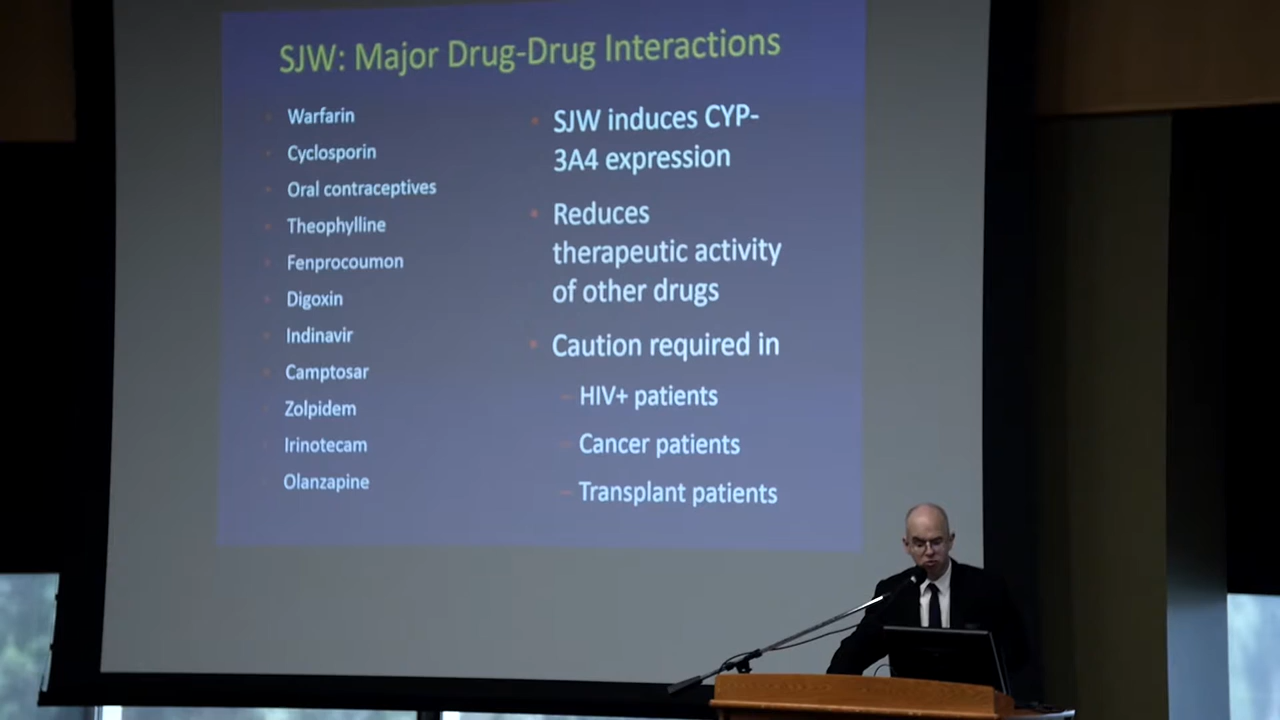 SJW: Major Drug-Drug Interactions
Warfarin
Cyclosporin
Oral contraceptives
Theophylline
Fenprocoumon
Digoxin
Indinavir
Camptosar
Zolpidem
Irinotecam
Olanzapine
SJW induces CYP-
3A4 expression
Reduces
therapeutic activity
of other drugs
Caution required in
– HIV+ patients
– Cancer patients
– Transplant patients